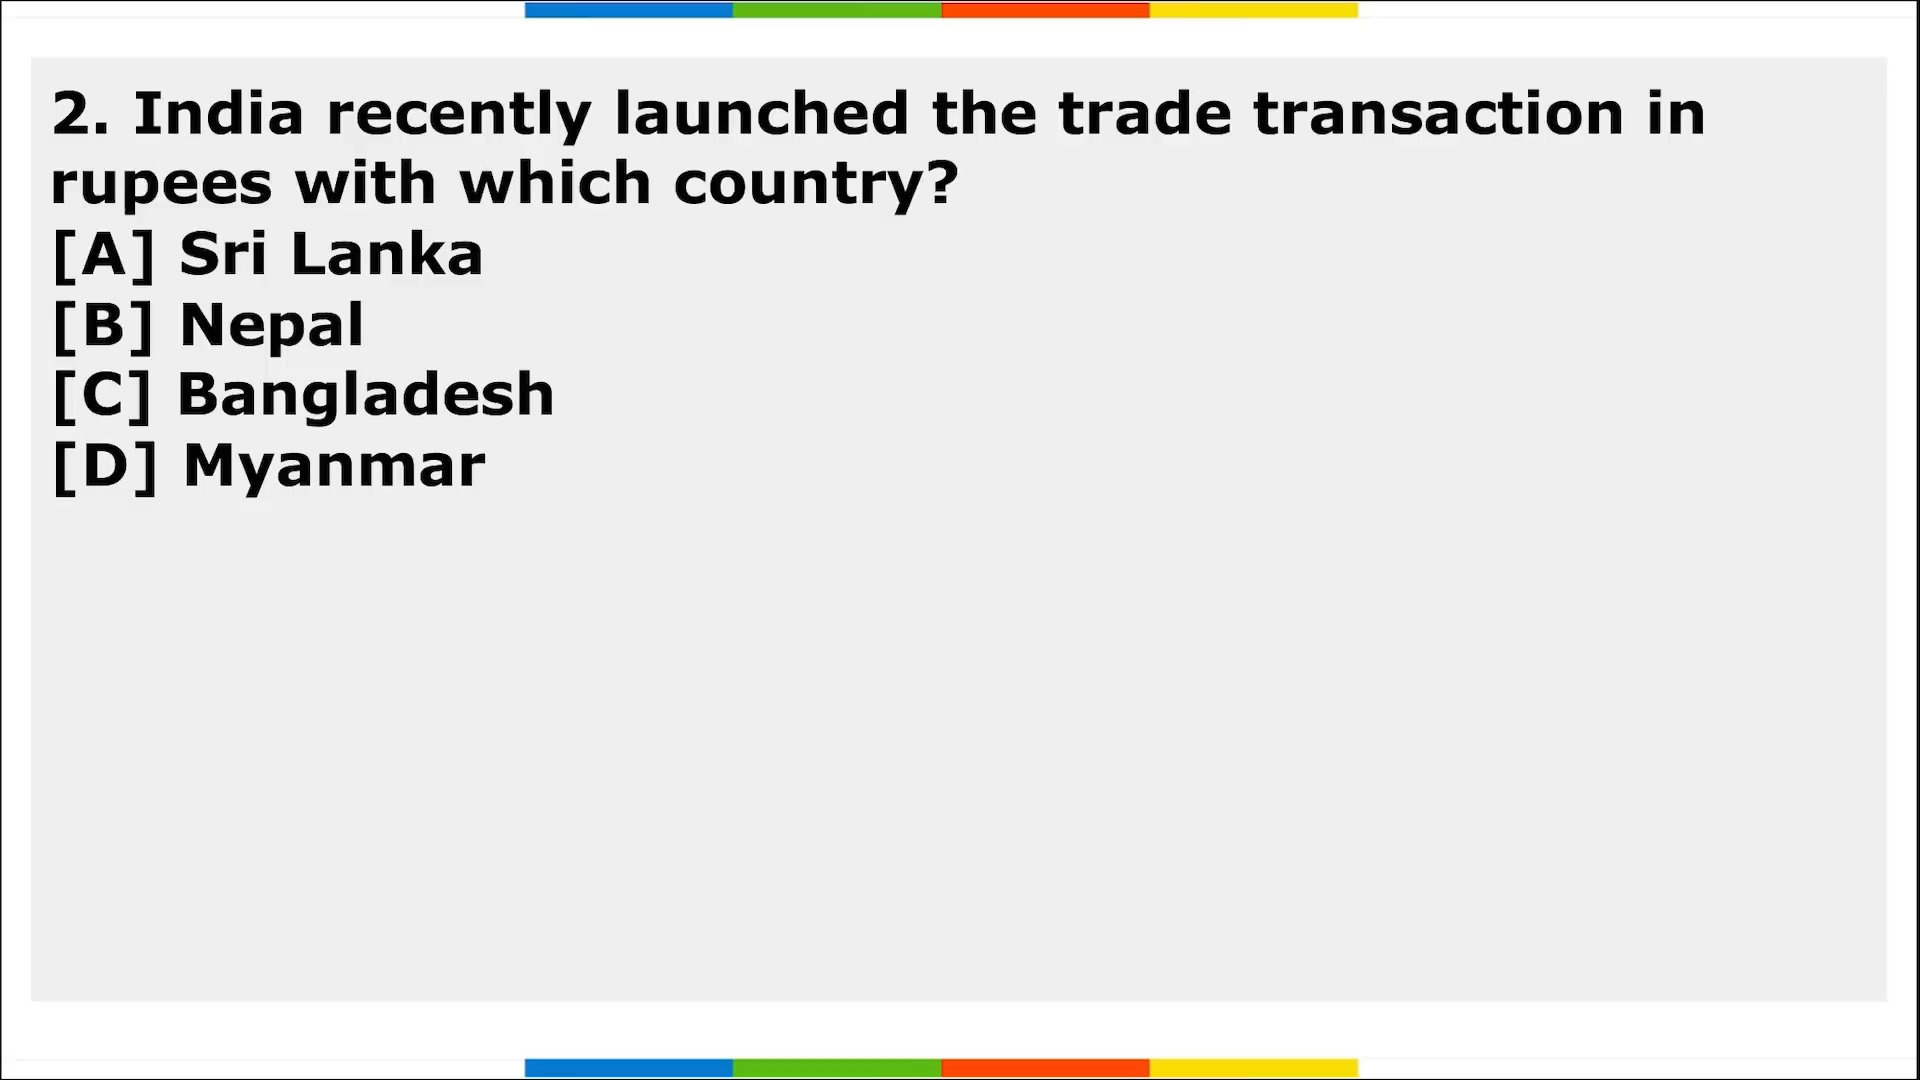 2. India recently launched the trade transaction in
rupees with which country?
[A] Sri Lanka
[B] Nepal
[C] Bangladesh
[D] Myanmar